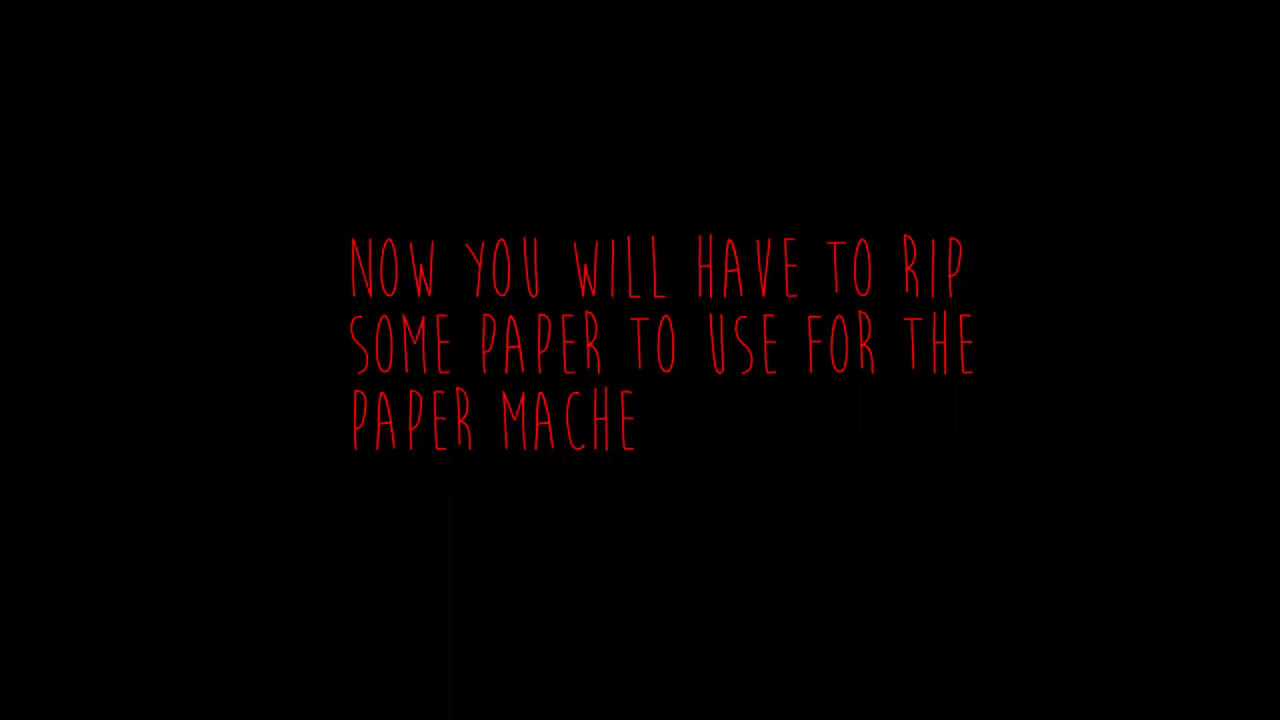 NOW YOU WILL HAVE TO RIP
SOME PAPER TO USE FOR THE
PAPER MACHE